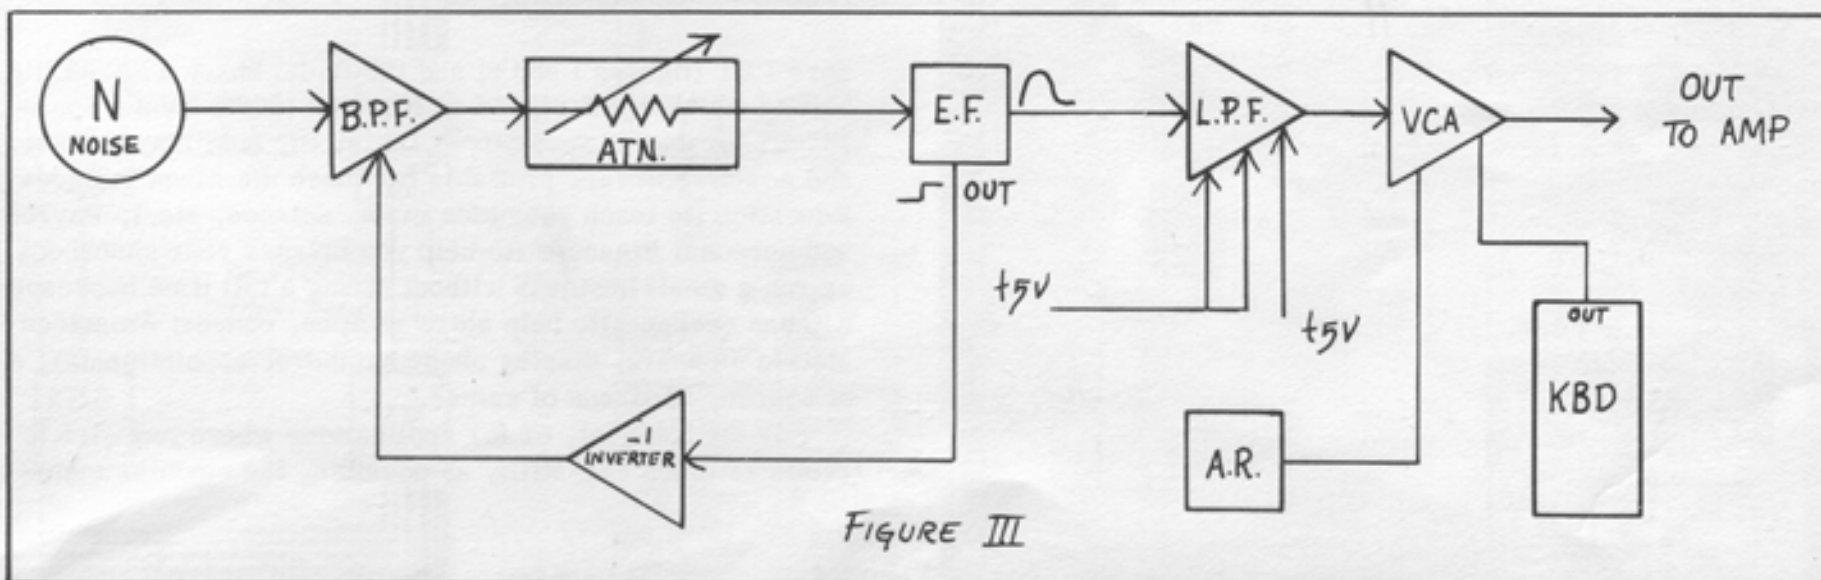 N
NOISE
B.P.F.
ATN.
E.F.
OUT
L.P.F.
+5V
+5V
VCA
OUT
TO AMP
OUT
KBD
A.R.
-1
INVERTER
FIGURE III